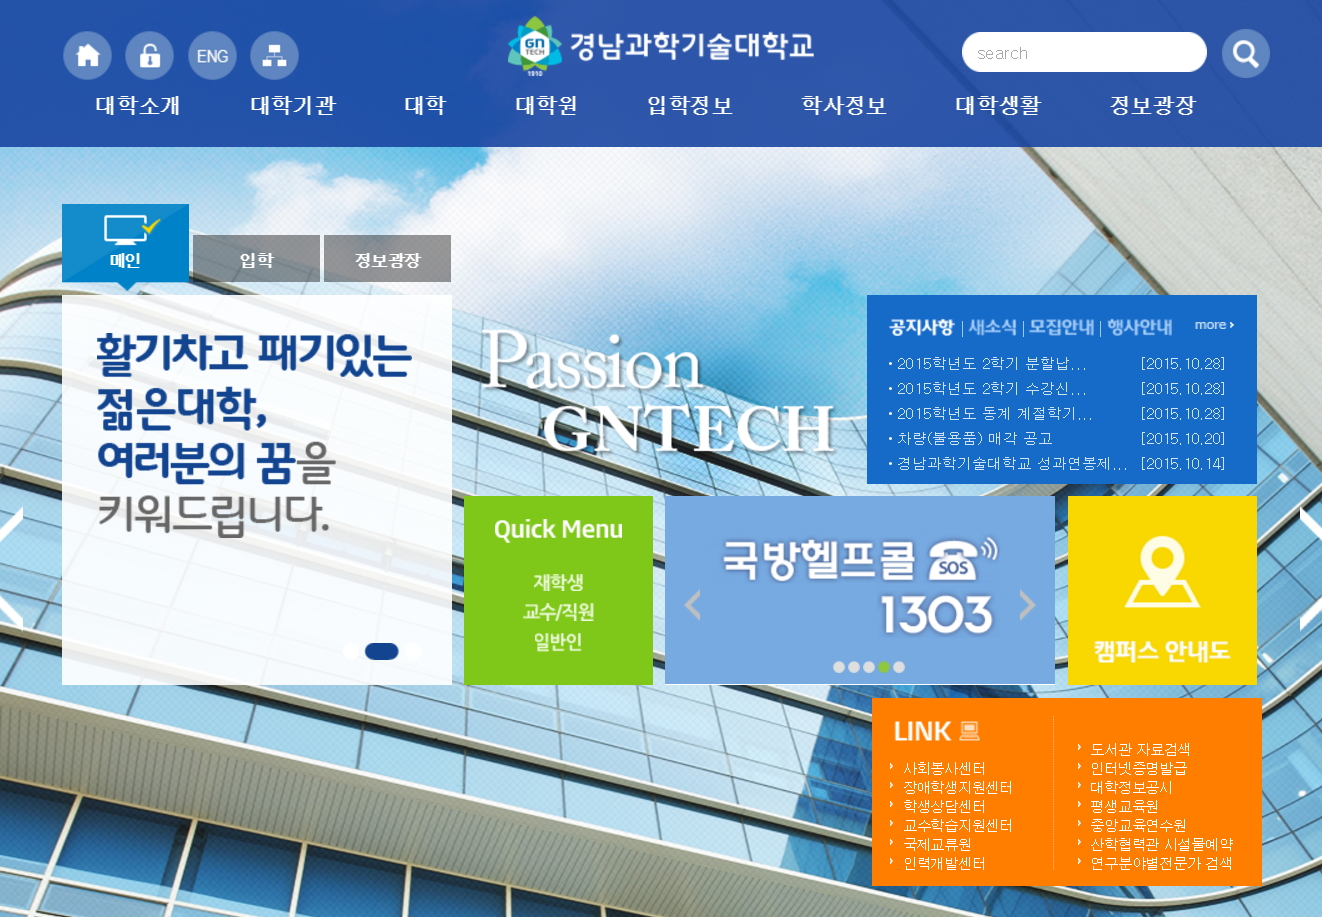 ENG
GN
TECH
1910
경남과학기술대학교
search
대학소개
대학기관
대학
대학원
입학정보
학사정보
대학생활
정보광장
메인
입학
정보광장
활기차고 패기있는
젊은대학,
여러분의 꿈을
키워드립니다.
Passion
GNTECH
공지사항 | 새소식 | 모집안내 | 행사안내
more
• 2015학년도 2학기 분할납... [2015.10.28]
• 2015학년도 2학기 수강신... [2015.10.28]
• 2015학년도 동계 계절학기... [2015.10.28]
• 차량(불용품) 매각 공고 [2015.10.20]
• 경남과학기술대학교 성과연봉제... [2015.10.14]
Quick Menu
재학생
교수/직원
일반인
국방헬프콜 SOS
1303
캠퍼스 안내도
LINK
사회봉사센터
장애학생지원센터
학생상담센터
교수학습지원센터
국제교류원
인력개발센터
도서관 자료검색
인터넷증명발급
대학정보공시
평생교육원
중앙교육연수원
산학협력관 시설물예약
연구분야별전문가 검색